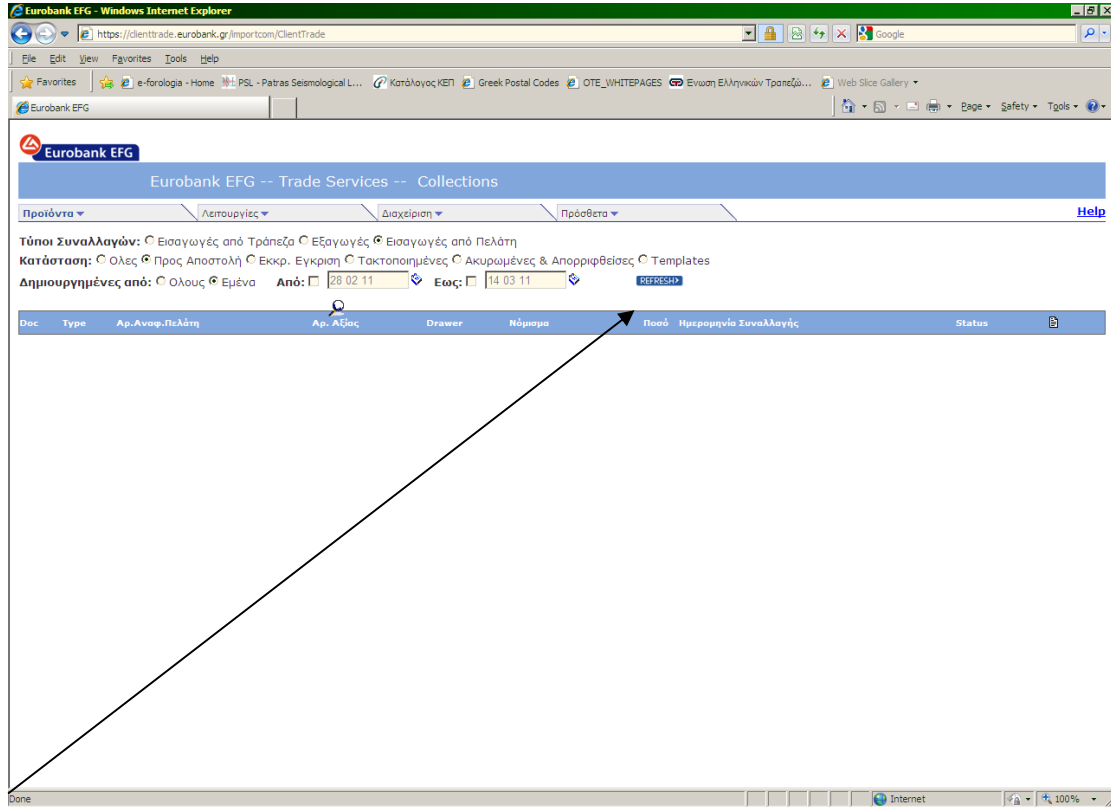 Eurobank EFG - Windows Internet Explorer
https://clienttrade.eurobank.gr/importcom/ClientTrade
Google
File Edit View Favorites Tools Help
Favorites e-forologia - Home PSL - Patras Seismological L... Κατάλογος ΚΕΠ Greek Postal Codes OTE_WHITEPAGES Ενωση Ελληνικών Τραπεζώ... Web Slice Gallery
Eurobank EFG Page Safety Tools
Eurobank EFG
Eurobank EFG -- Trade Services -- Collections
Προϊόντα Λειτουργίες Διαχείριση Πρόσθετα Help
Τύποι Συναλλαγών: Εισαγωγές από Τράπεζα Εξαγωγές Εισαγωγές από Πελάτη
Κατάσταση: Ολες Προς Αποστολή Εκκρ. Εγκριση Τακτοποιημένες Ακυρωμένες & Απορριφθείσες Templates
Δημιουργημένες από: Ολους Εμένα Από: 28 02 11 Εως: 14 03 11 REFRESH
Doc Type Αρ.Αναφ.Πελάτη Αρ. Αξίας Drawer Νόμισμα Ποσό Ημερομηνία Συναλλαγής Status
Done Internet 100%